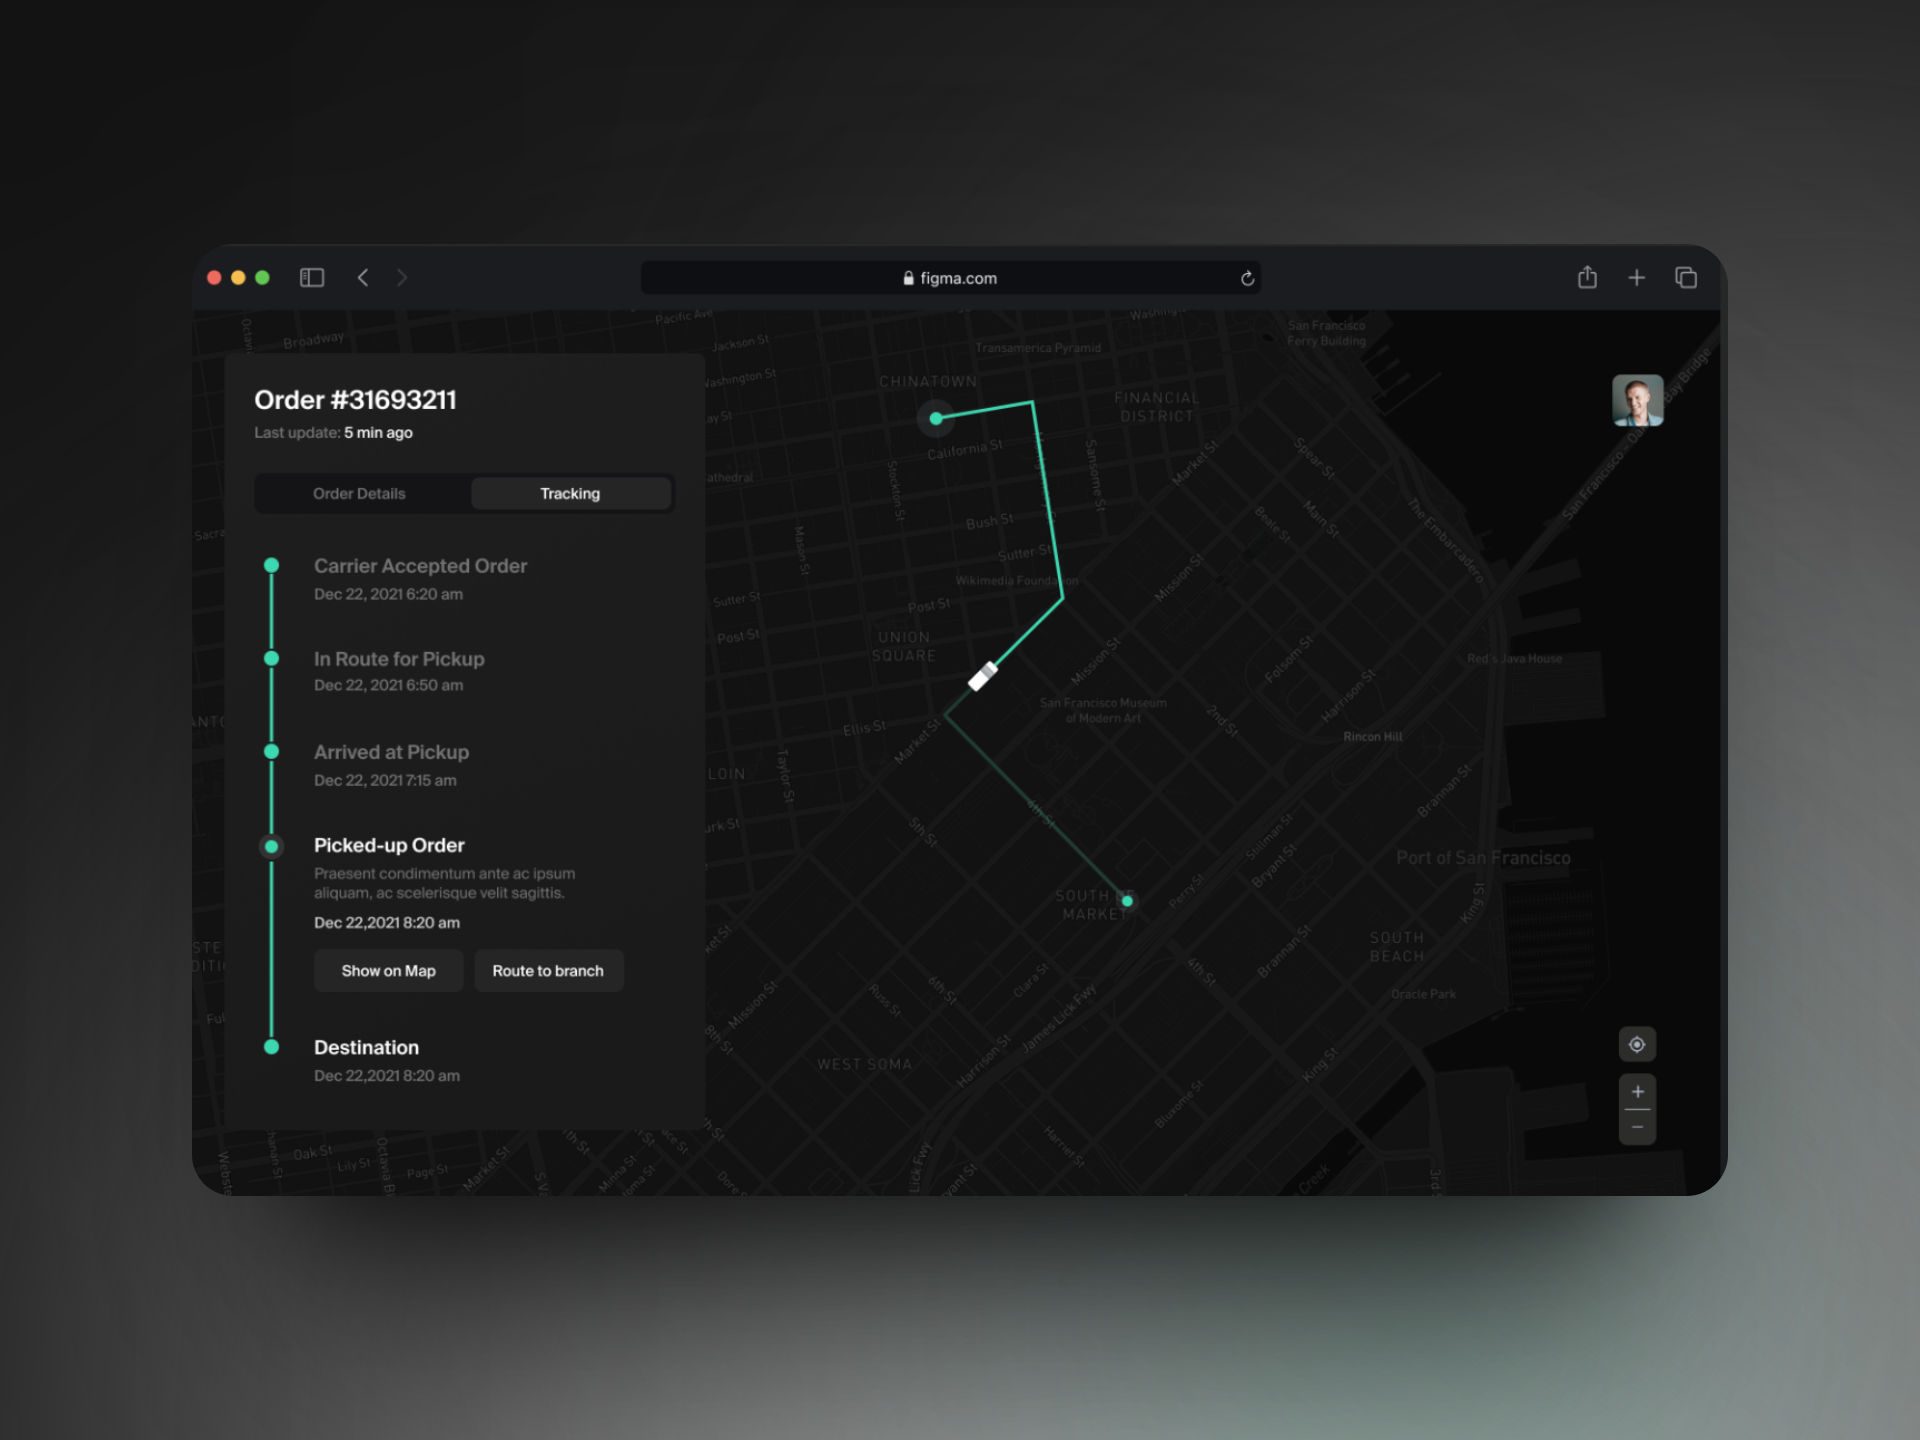 figma.com
Order #31693211
Last update: 5 min ago
Order Details
Tracking
Carrier Accepted Order
Dec 22, 2021 6:20 am
In Route for Pickup
Dec 22, 2021 6:50 am
Arrived at Pickup
Dec 22, 2021 7:15 am
Picked-up Order
Praesent condimentum ante ac ipsum
aliquam, ac scelerisque velit sagittis.
Dec 22,2021 8:20 am
Show on Map
Route to branch
Destination
Dec 22,2021 8:20 am
Broadway
Pacific Ave
Jackson St
Washington St
Transamerica Pyramid
San Francisco
Ferry Building
CHINATOWN
FINANCIAL
DISTRICT
California St
Stockton St
Sansome St
Market St
Spear St
Bush St
Beale St
Main St
The Embarcadero
San Francisco - Oa
Bay Bridge
Mason St
Sutter St
Wikimedia Foundation
Mission St
Sutter St
Post St
Post St
UNION
SQUARE
Mission St
Folsom St
Red's Java House
San Francisco Museum
of Modern Art
Harrison St
2nd St
Ellis St
Market St
Rincon Hill
LOIN
Taylor St
Brannan St
4th St
5th St
Stillman St
Bryant St
Port of San Francisco
SOUTH OF
MARKET
Perry St
King St
SOUTH
BEACH
Brannan St
4th St
6th St
Clara St
Russ St
Mission St
Oracle Park
James Lick Fwy
8th St
Harrison St
WEST SOMA
King St
Bluxome St
Harriet St
Oak St
Lily St
Page St
Market St
Minna St
Lick Fwy
Creek